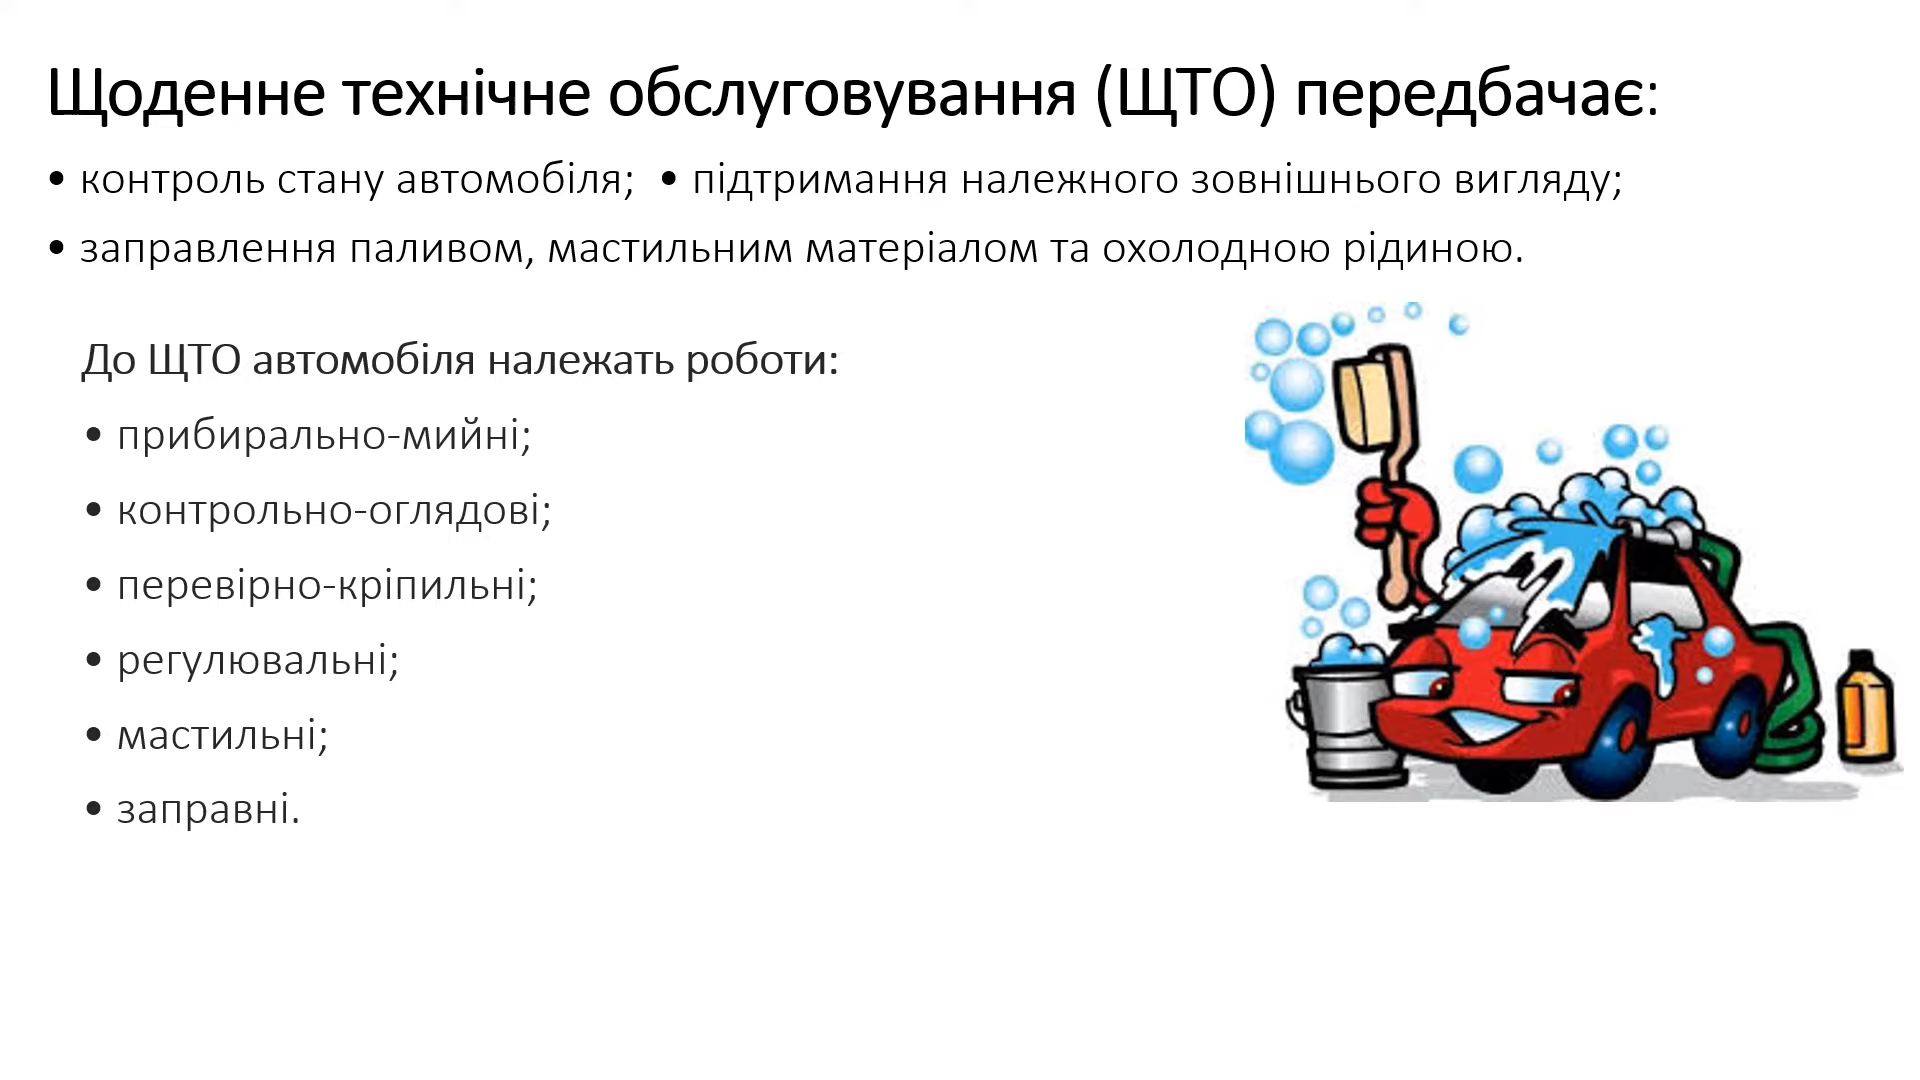 Щоденне технічне обслуговування (ЩТО) передбачає:
• контроль стану автомобіля; • підтримання належного зовнішнього вигляду;
• заправлення паливом, мастильним матеріалом та охолодною рідиною.
До ЩТО автомобіля належать роботи:
• прибирально-мийні;
• контрольно-оглядові;
• перевірно-кріпильні;
• регулювальні;
• мастильні;
• заправні.